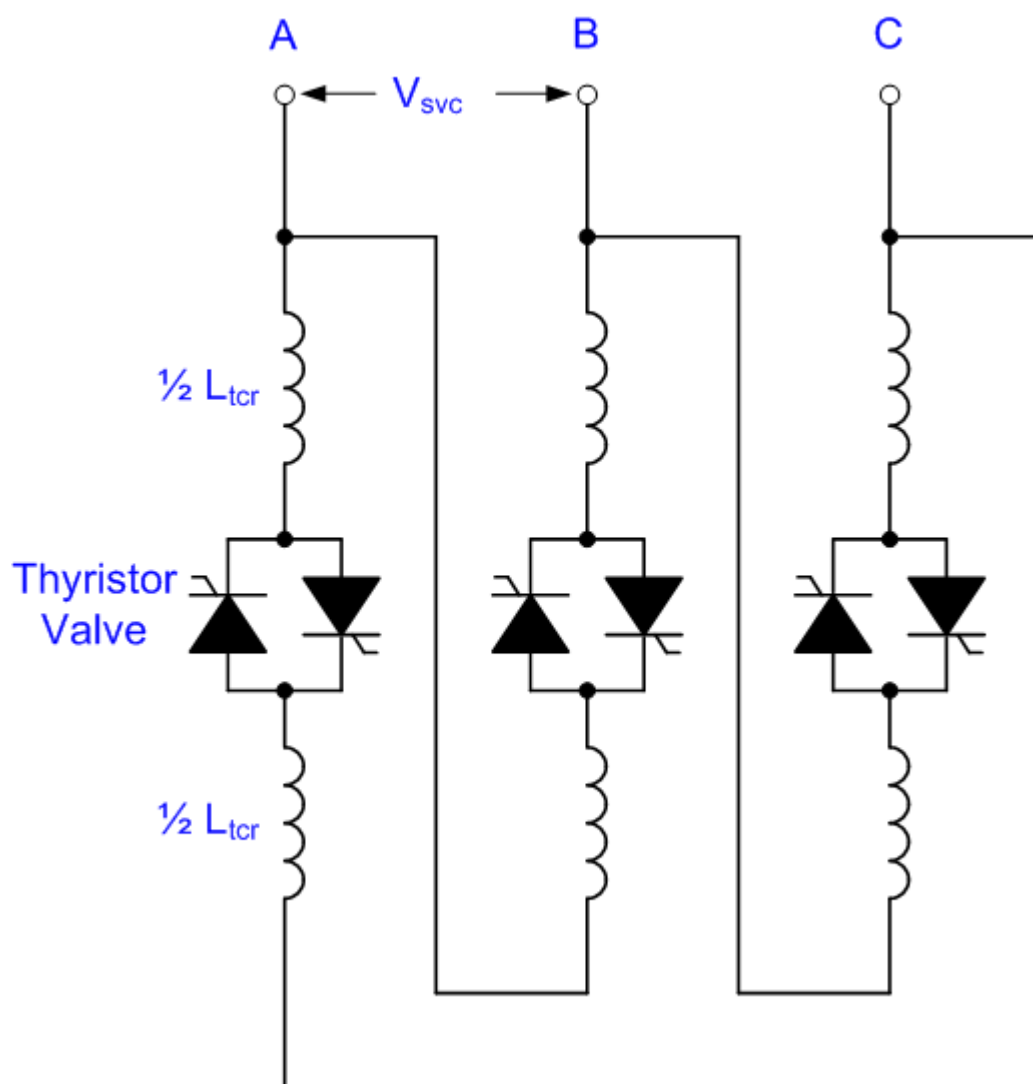 A
B
C
Vsvc
½ Ltcr
Thyristor
Valve
½ Ltcr